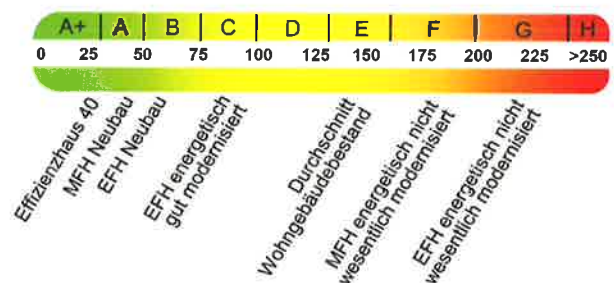 A+ A B C D E F G H
0 25 50 75 100 125 150 175 200 225 >250
Effizienzhaus 40
MFH Neubau
EFH Neubau
EFH energetisch
gut modernisiert
Durchschnitt
Wohngebäudebestand
MFH energetisch nicht
wesentlich modernisiert
EFH energetisch nicht
wesentlich modernisiert